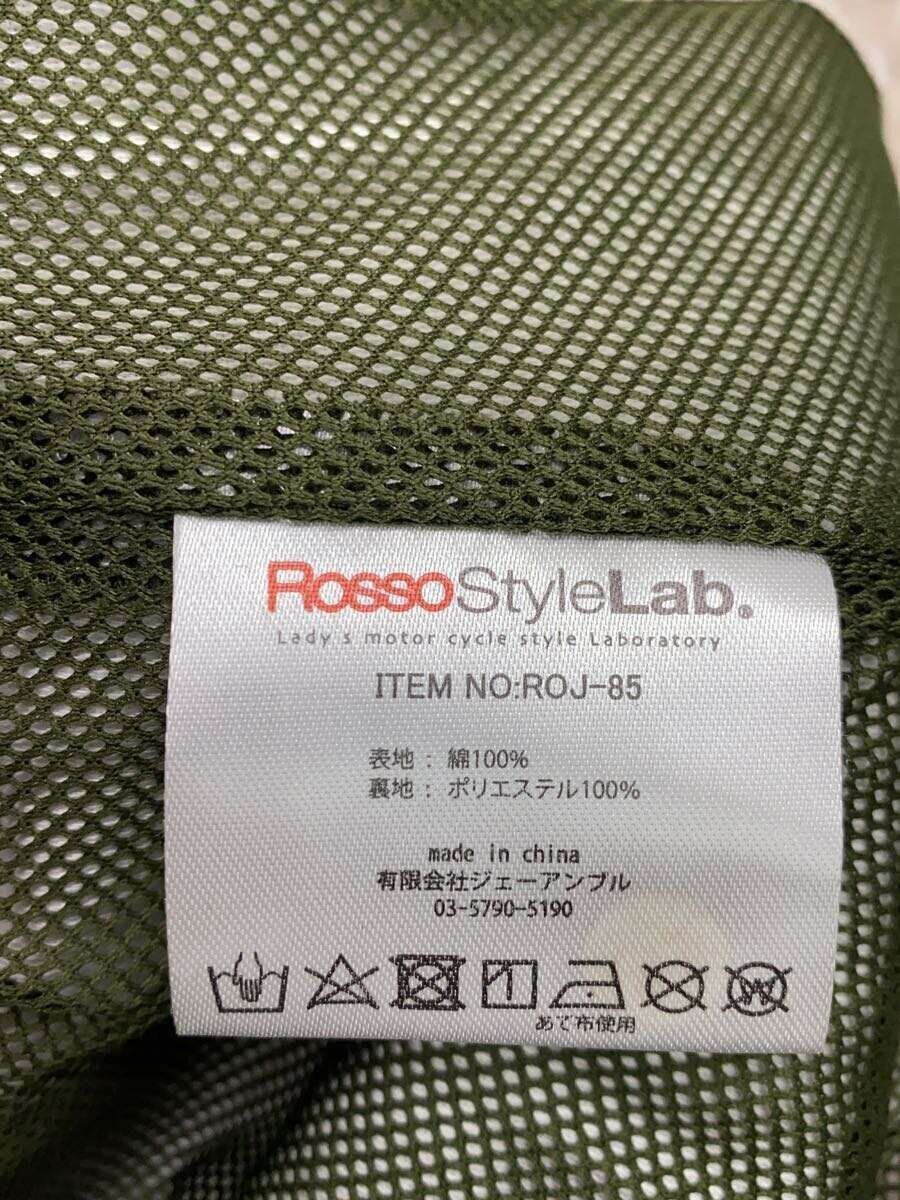 RossoStyleLab®
Lady's motor cycle style Laboratory
ITEM NO:ROJ-85
表地 : 綿100%
裏地 : ポリエステル100%
made in china
有限会社ジェーアンブル
03-5790-5190
W
あて布使用